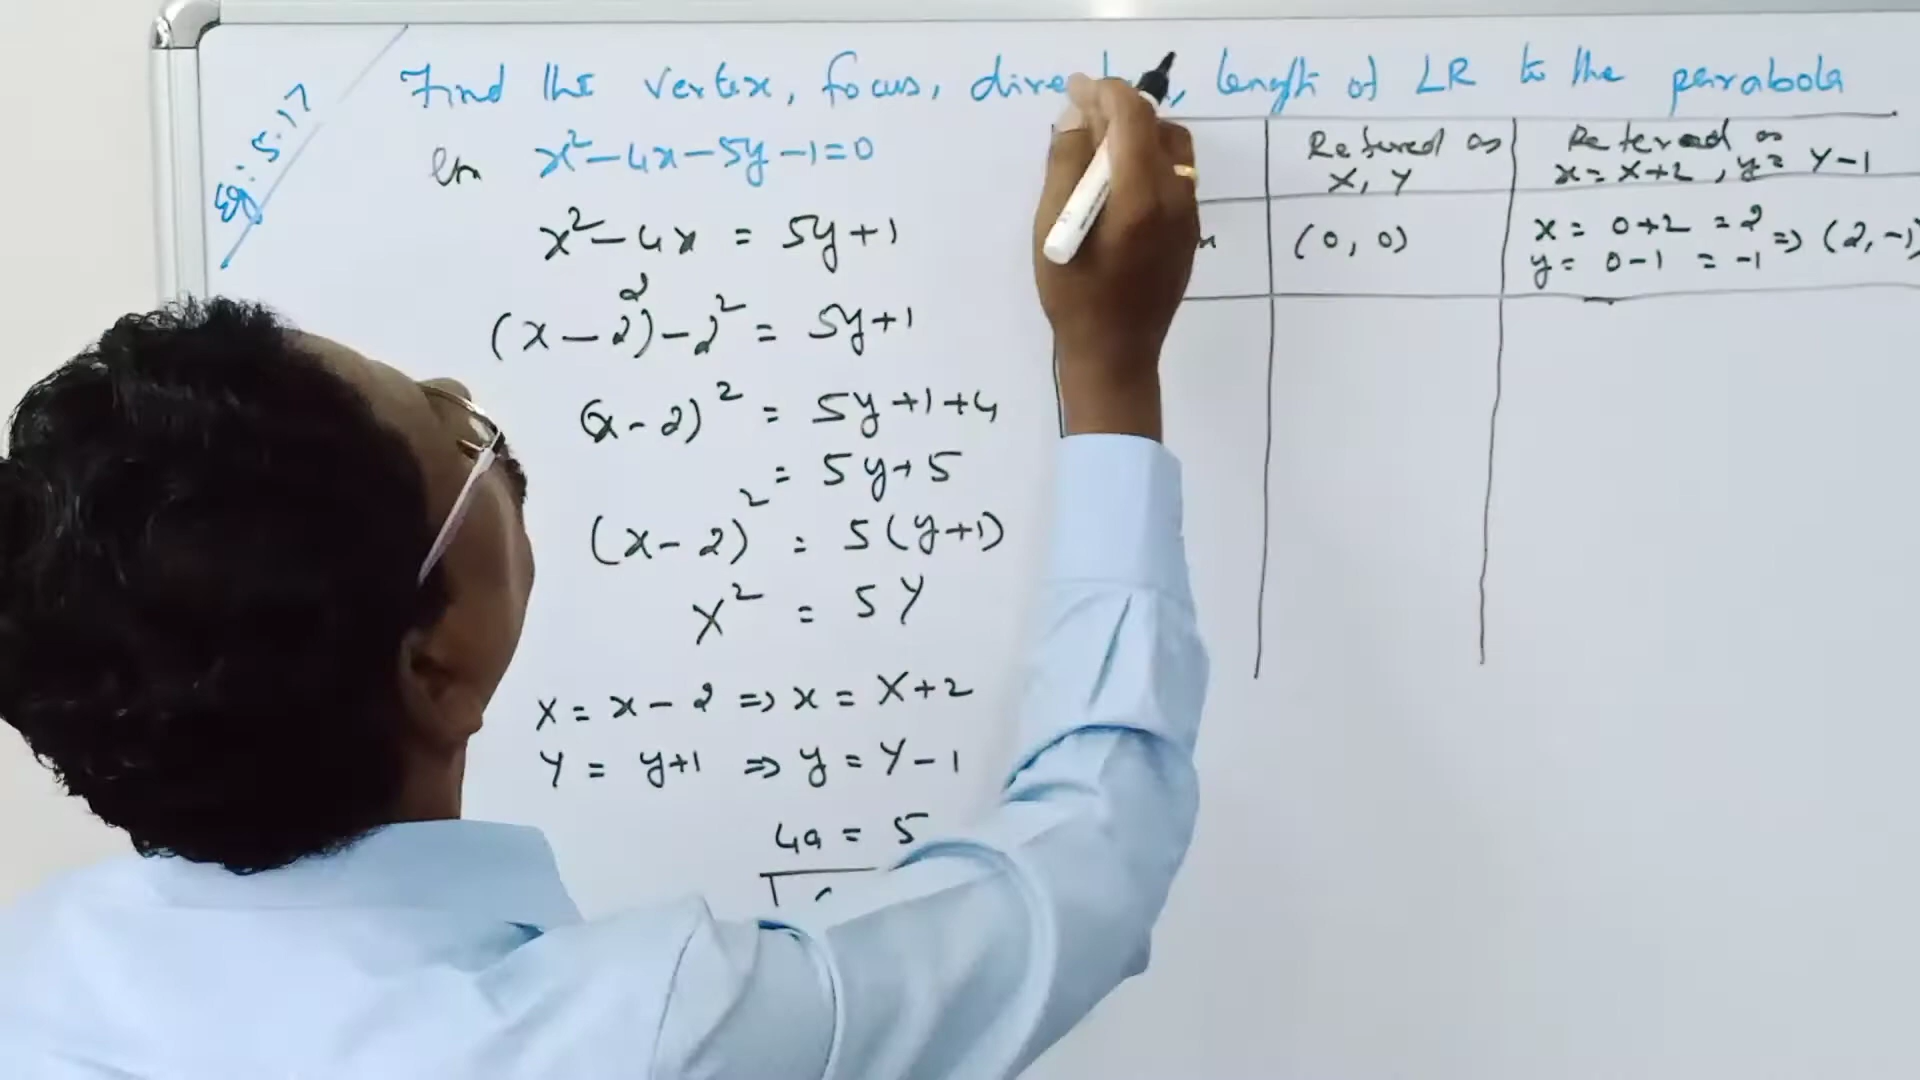 Eg: 5.17
Find the vertex, focus, length of LR to the parabola
x²-4x-5y-1=0
x²-4x = 5y+1
(x-2)²-2² = 5y+1
(x-2)² = 5y+1+4
= 5y+5
(x-2)² = 5(y+1)
X² = 5Y
X = x-2 => x = X+2
Y = y+1 => y = Y-1
4a = 5
Refered as
X, Y
Refered as
x = X+2, y = Y-1
(0, 0)
x = 0+2 = 2 => (2, -1)
y = 0-1 = -1